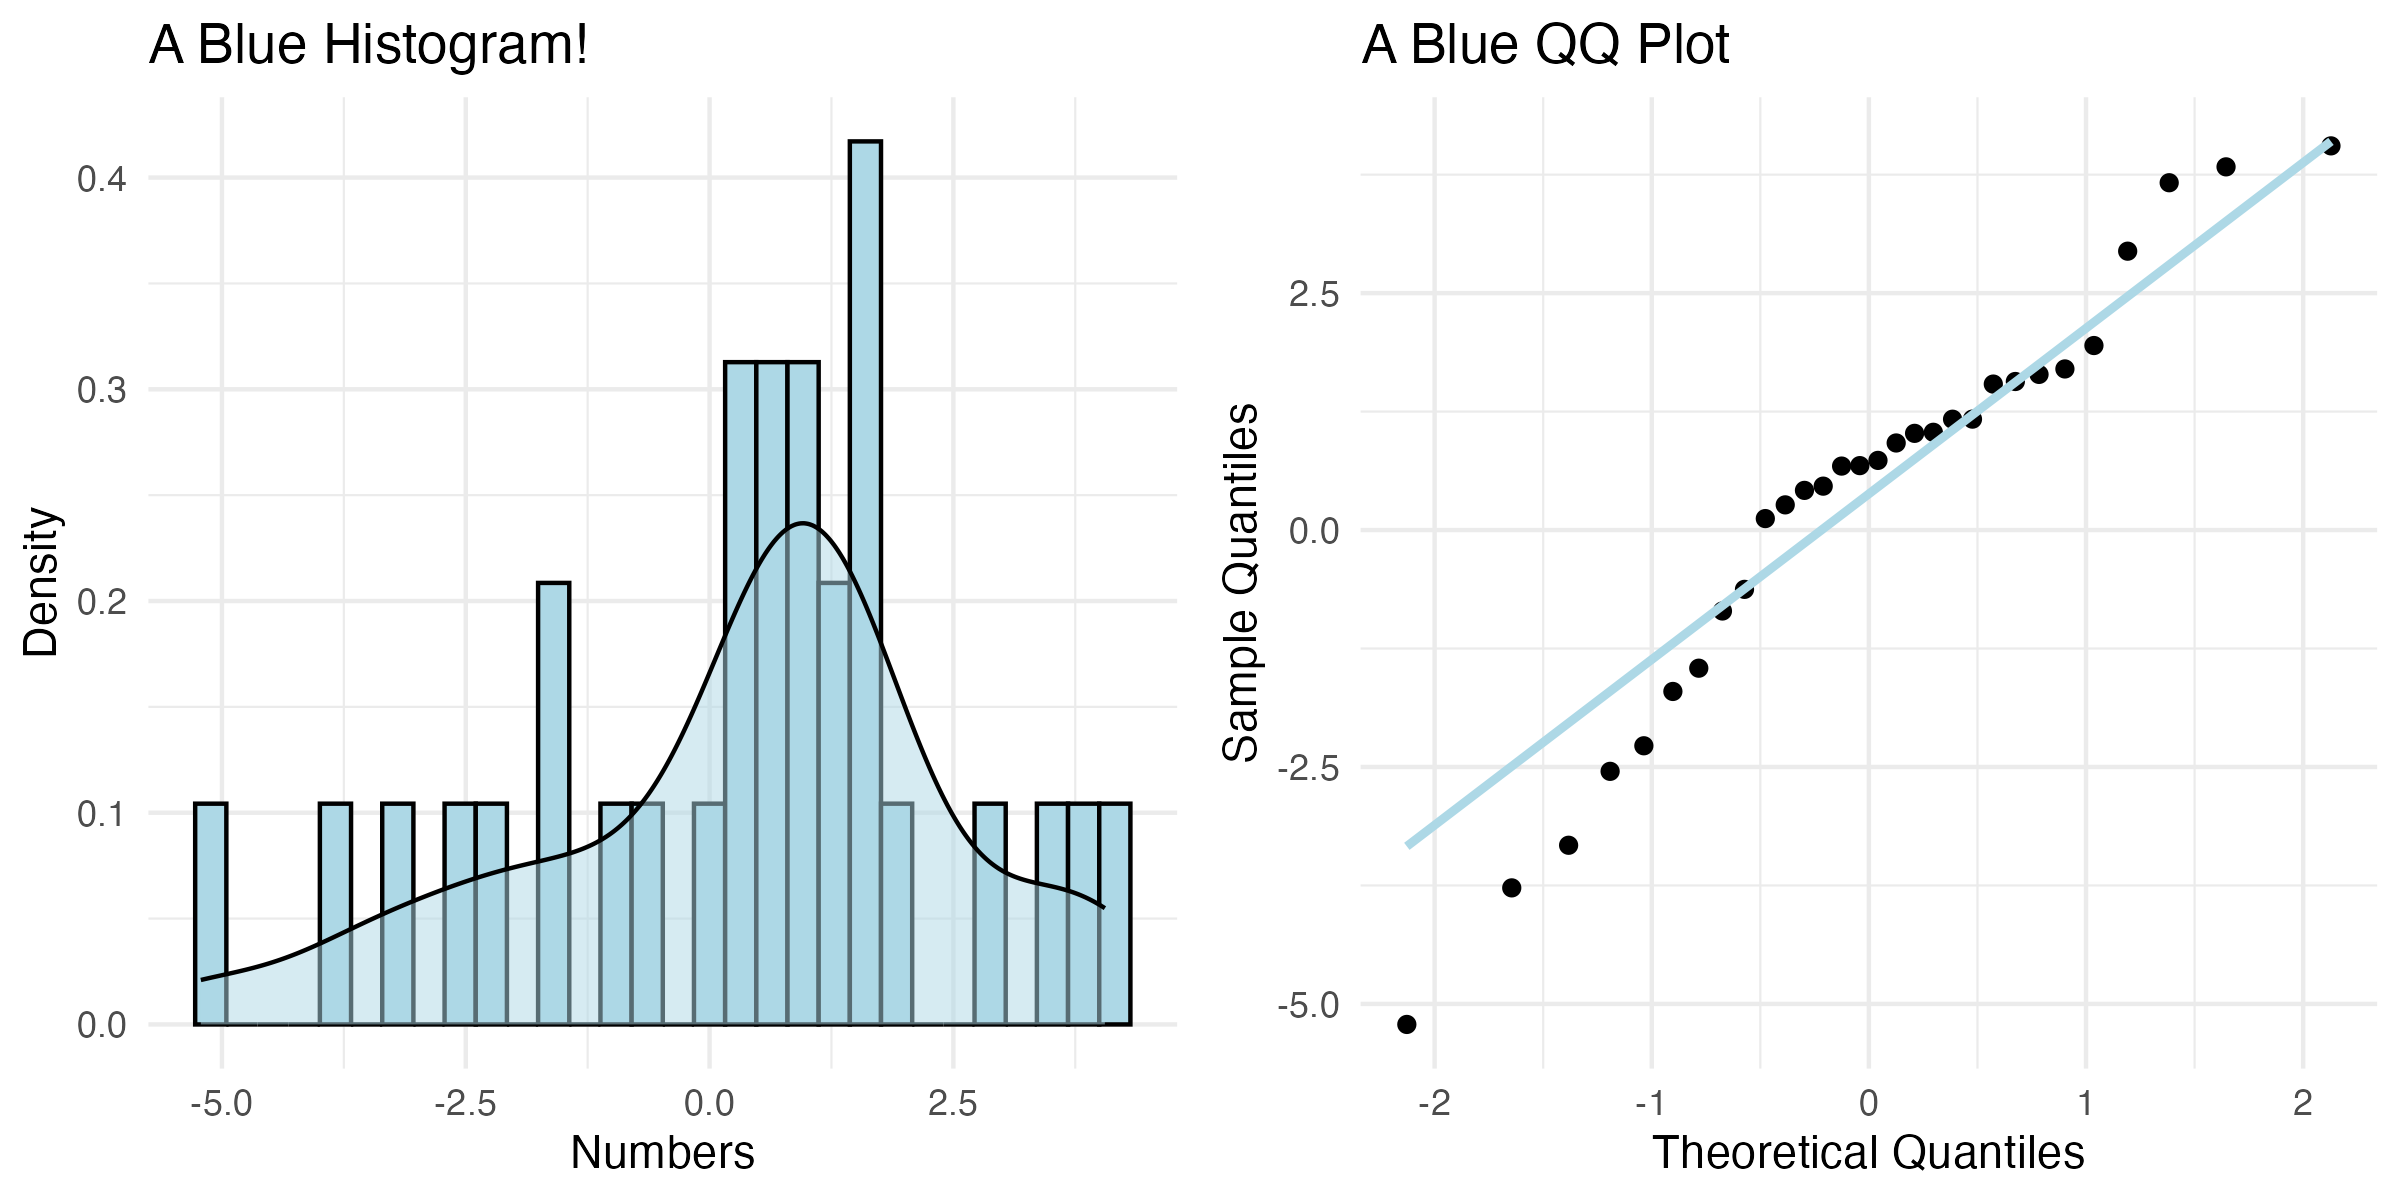 A Blue Histogram!
0.4
0.3
0.2
0.1
0.0
Density
-5.0 -2.5 0.0 2.5
Numbers
A Blue QQ Plot
2.5
0.0
-2.5
-5.0
Sample Quantiles
-2 -1 0 1 2
Theoretical Quantiles